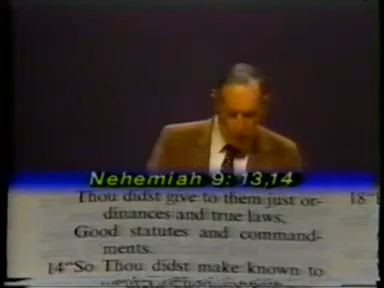 Nehemiah 9: 13,14
Thou didst give to them just or-
dinances and true laws,
Good statutes and command-
ments.
14 "So Thou didst make known to
18 "